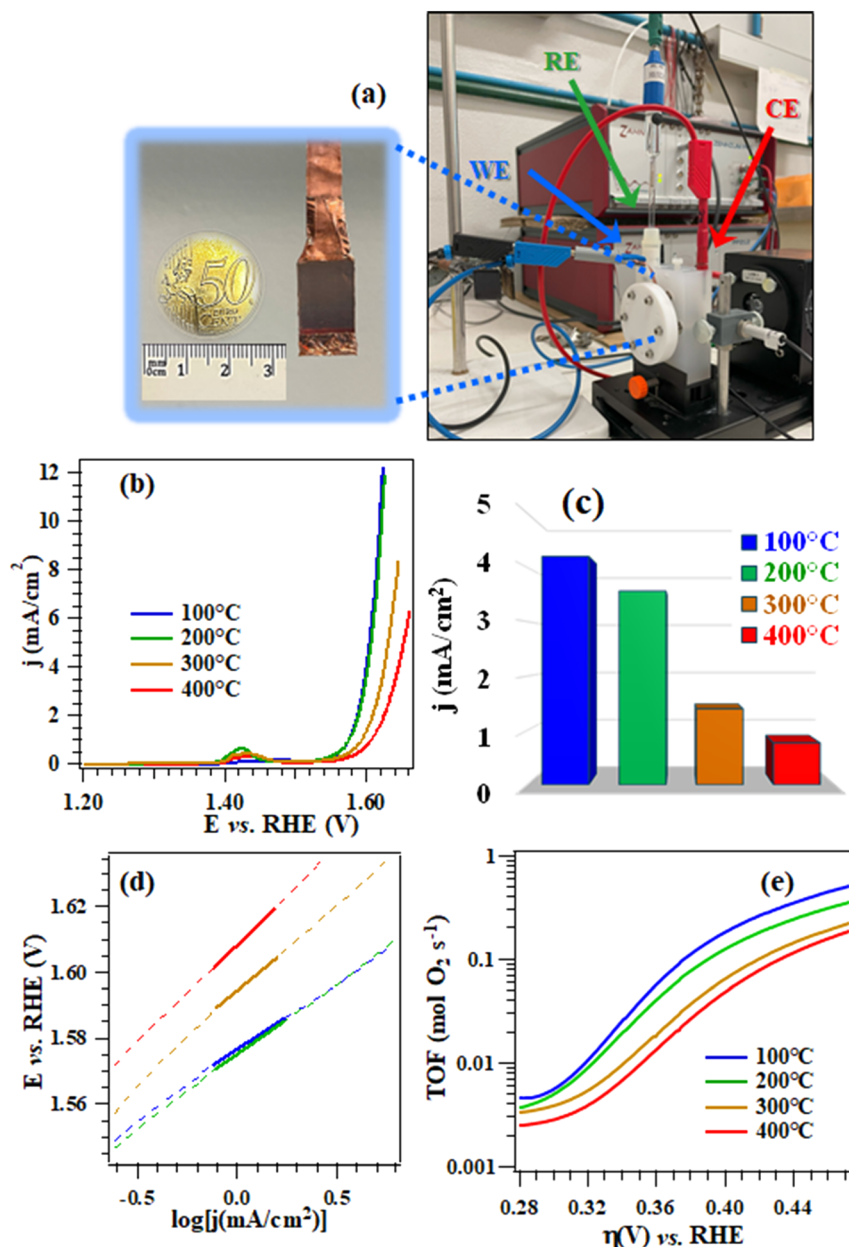 (a)
RE
CE
WE
ZAHN
50
CENT
mm
0cm 1 2 3
(b)
12
10
8
6
4
2
0
j (mA/cm²)
100°C
200°C
300°C
400°C
1.20 1.40 1.60
E vs. RHE (V)
(c)
5
4
3
2
1
0
j (mA/cm²)
100°C
200°C
300°C
400°C
(d)
1.62
1.60
1.58
1.56
E vs. RHE (V)
-0.5 0.0 0.5
log[j(mA/cm²)]
(e)
1
0.1
0.01
0.001
TOF (mol O₂ s⁻¹)
100°C
200°C
300°C
400°C
0.28 0.32 0.36 0.40 0.44
η(V) vs. RHE